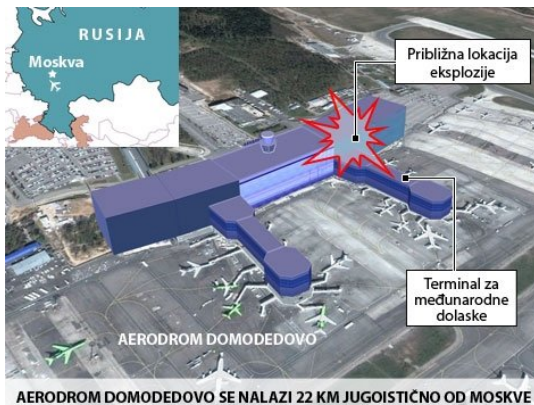 RUSIJA
Moskva
Približna lokacija
eksplozije
Terminal za
međunarodne
dolaske
AERODROM DOMODEDOVO
AERODROM DOMODEDOVO SE NALAZI 22 KM JUGOISTIČNO OD MOSKVE